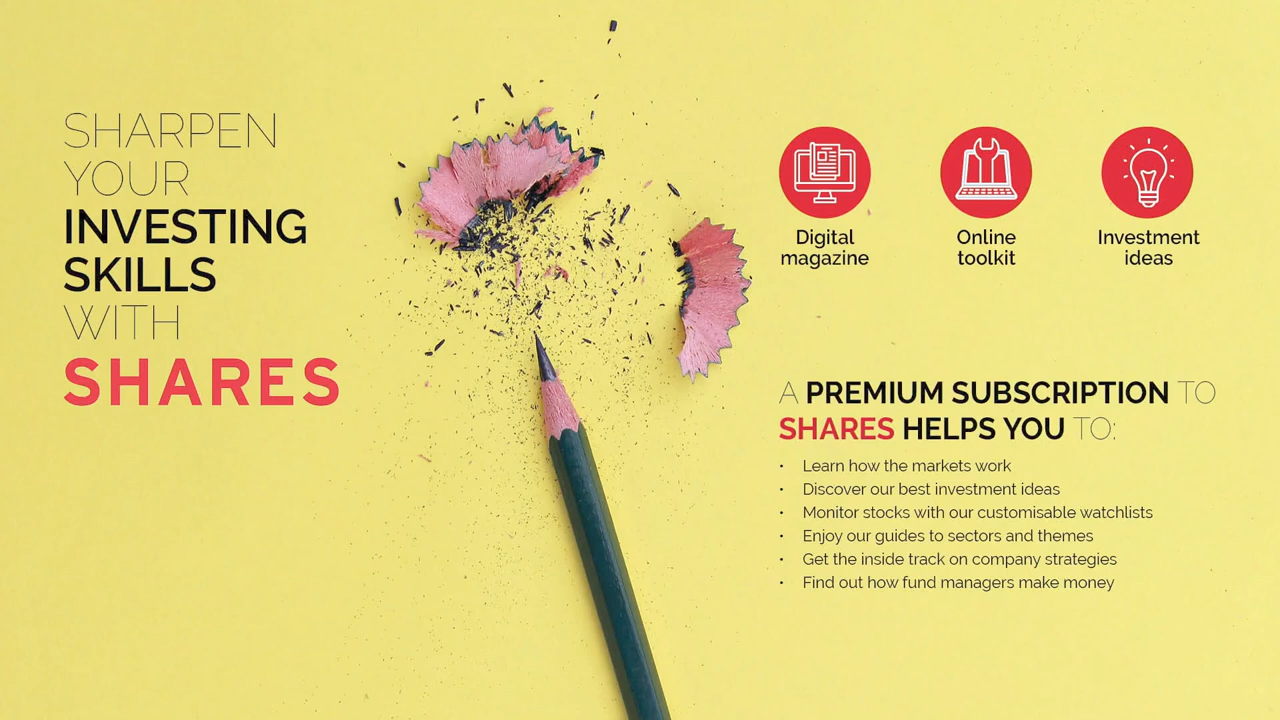 SHARPEN
YOUR
INVESTING
SKILLS
WITH
SHARES
Digital
magazine
Online
toolkit
Investment
ideas
A PREMIUM SUBSCRIPTION TO
SHARES HELPS YOU TO:
• Learn how the markets work
• Discover our best investment ideas
• Monitor stocks with our customisable watchlists
• Enjoy our guides to sectors and themes
• Get the inside track on company strategies
• Find out how fund managers make money